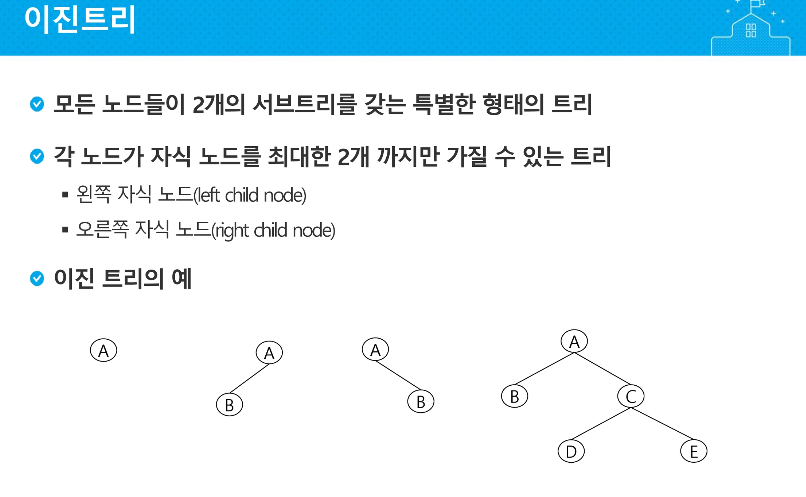 이진트리
모든 노드들이 2개의 서브트리를 갖는 특별한 형태의 트리
각 노드가 자식 노드를 최대한 2개 까지만 가질 수 있는 트리
왼쪽 자식 노드(left child node)
오른쪽 자식 노드(right child node)
이진 트리의 예
A
A
B
A
B
A
B
C
D
E